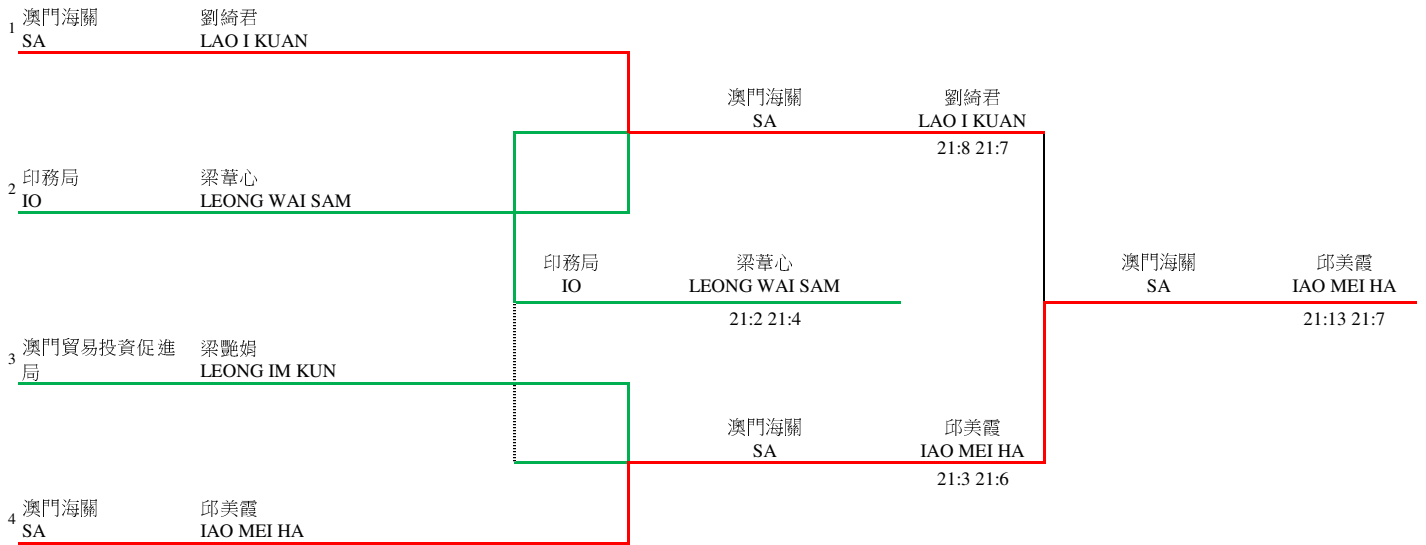 1 澳門海關 劉綺君
SA LAO I KUAN
澳門海關 劉綺君
SA LAO I KUAN
21:8 21:7
2 印務局 梁葦心
IO LEONG WAI SAM
印務局 梁葦心
IO LEONG WAI SAM
21:2 21:4
澳門海關 邱美霞
SA IAO MEI HA
21:13 21:7
3 澳門貿易投資促進 梁艷娟
局 LEONG IM KUN
澳門海關 邱美霞
SA IAO MEI HA
21:3 21:6
4 澳門海關 邱美霞
SA IAO MEI HA